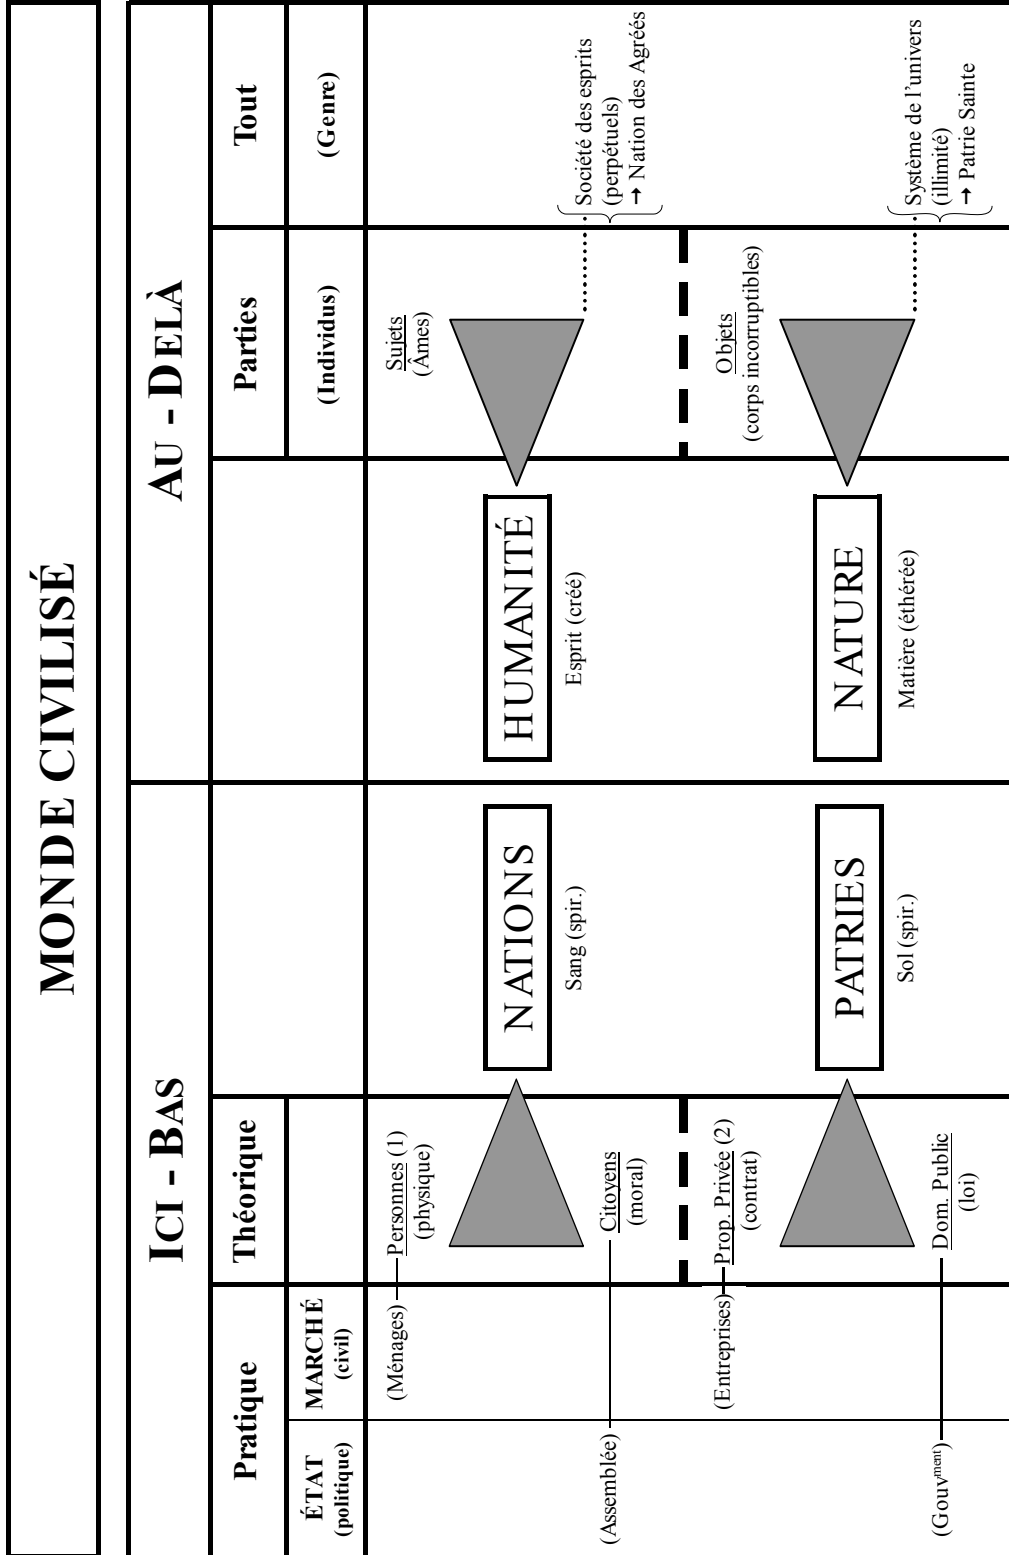 MONDE CIVILISÉ
ICI - BAS
AU - DELÀ
Pratique
Théorique
Parties
Tout
ÉTAT
(politique)
MARCHÉ
(civil)
(Individus)
(Genre)
(Ménages)
Personnes (1)
(physique)
(Assemblée)
Citoyens
(moral)
NATIONS
Sang (spir.)
HUMANITÉ
Esprit (créé)
Sujets
(Âmes)
Société des esprits
(perpétuels)
→ Nation des Agréés
(Entreprises)
Prop. Privée (2)
(contrat)
(Gouvment)
Dom. Public
(loi)
PATRIES
Sol (spir.)
NATURE
Matière (éthérée)
Objets
(corps incorruptibles)
Système de l'univers
(illimité)
→ Patrie Sainte